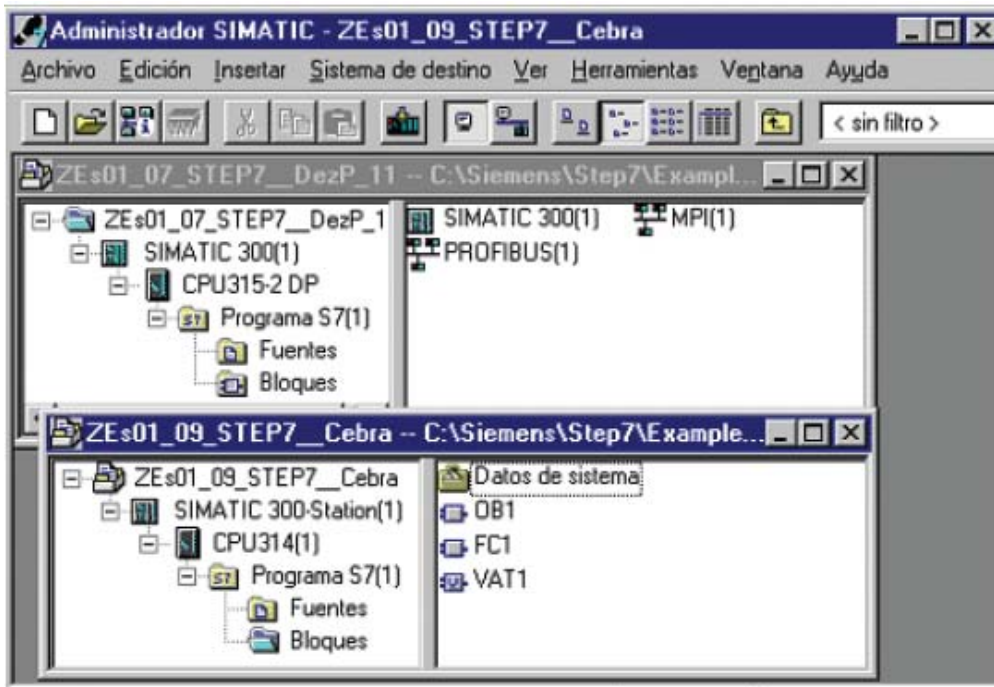 Administrador SIMATIC - ZEs01_09_STEP7__Cebra
Archivo Edición Insertar Sistema de destino Ver Herramientas Ventana Ayuda
< sin filtro >
ZEs01_07_STEP7__DezP_11 -- C:\Siemens\Step7\Exampl...
ZEs01_07_STEP7__DezP_1
SIMATIC 300(1)
CPU315-2 DP
Programa S7(1)
Fuentes
Bloques
SIMATIC 300(1) MPI(1)
PROFIBUS(1)
ZEs01_09_STEP7__Cebra -- C:\Siemens\Step7\Example...
ZEs01_09_STEP7__Cebra
SIMATIC 300-Station(1)
CPU314(1)
Programa S7(1)
Fuentes
Bloques
Datos de sistema
OB1
FC1
VAT1